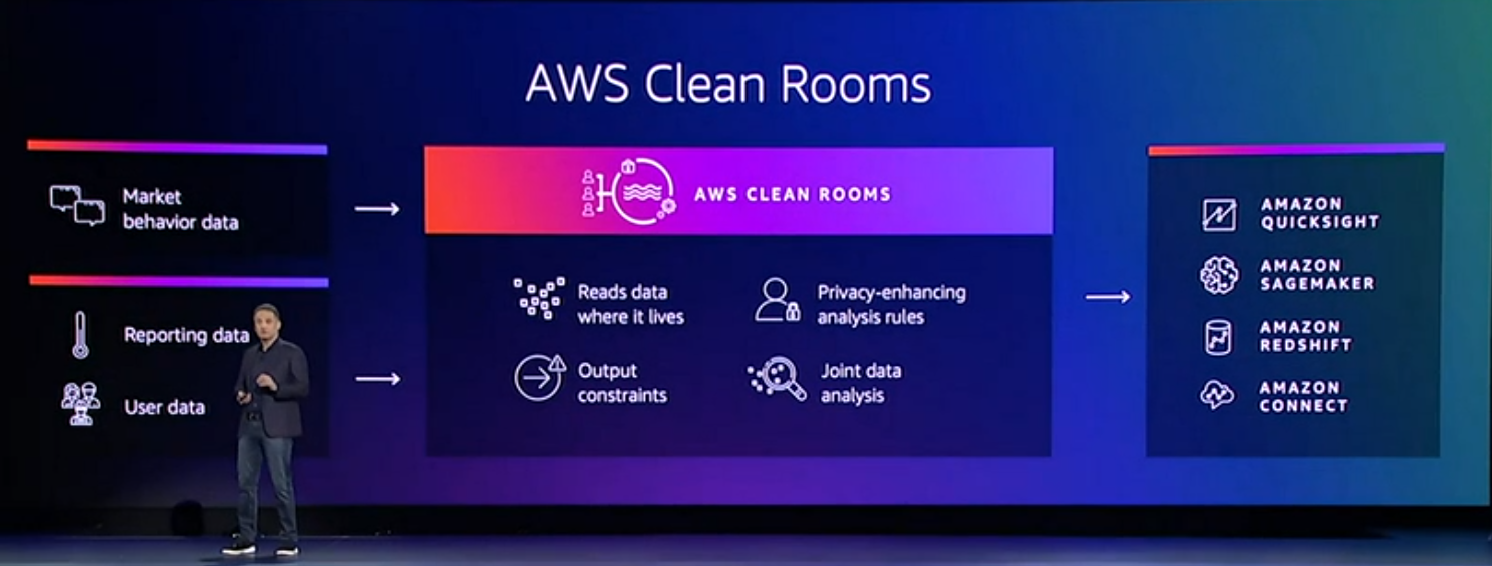 AWS Clean Rooms
Market
behavior data
Reporting data
User data
AWS CLEAN ROOMS
Reads data
where it lives
Privacy-enhancing
analysis rules
Output
constraints
Joint data
analysis
AMAZON
QUICKSIGHT
AMAZON
SAGEMAKER
AMAZON
REDSHIFT
AMAZON
CONNECT